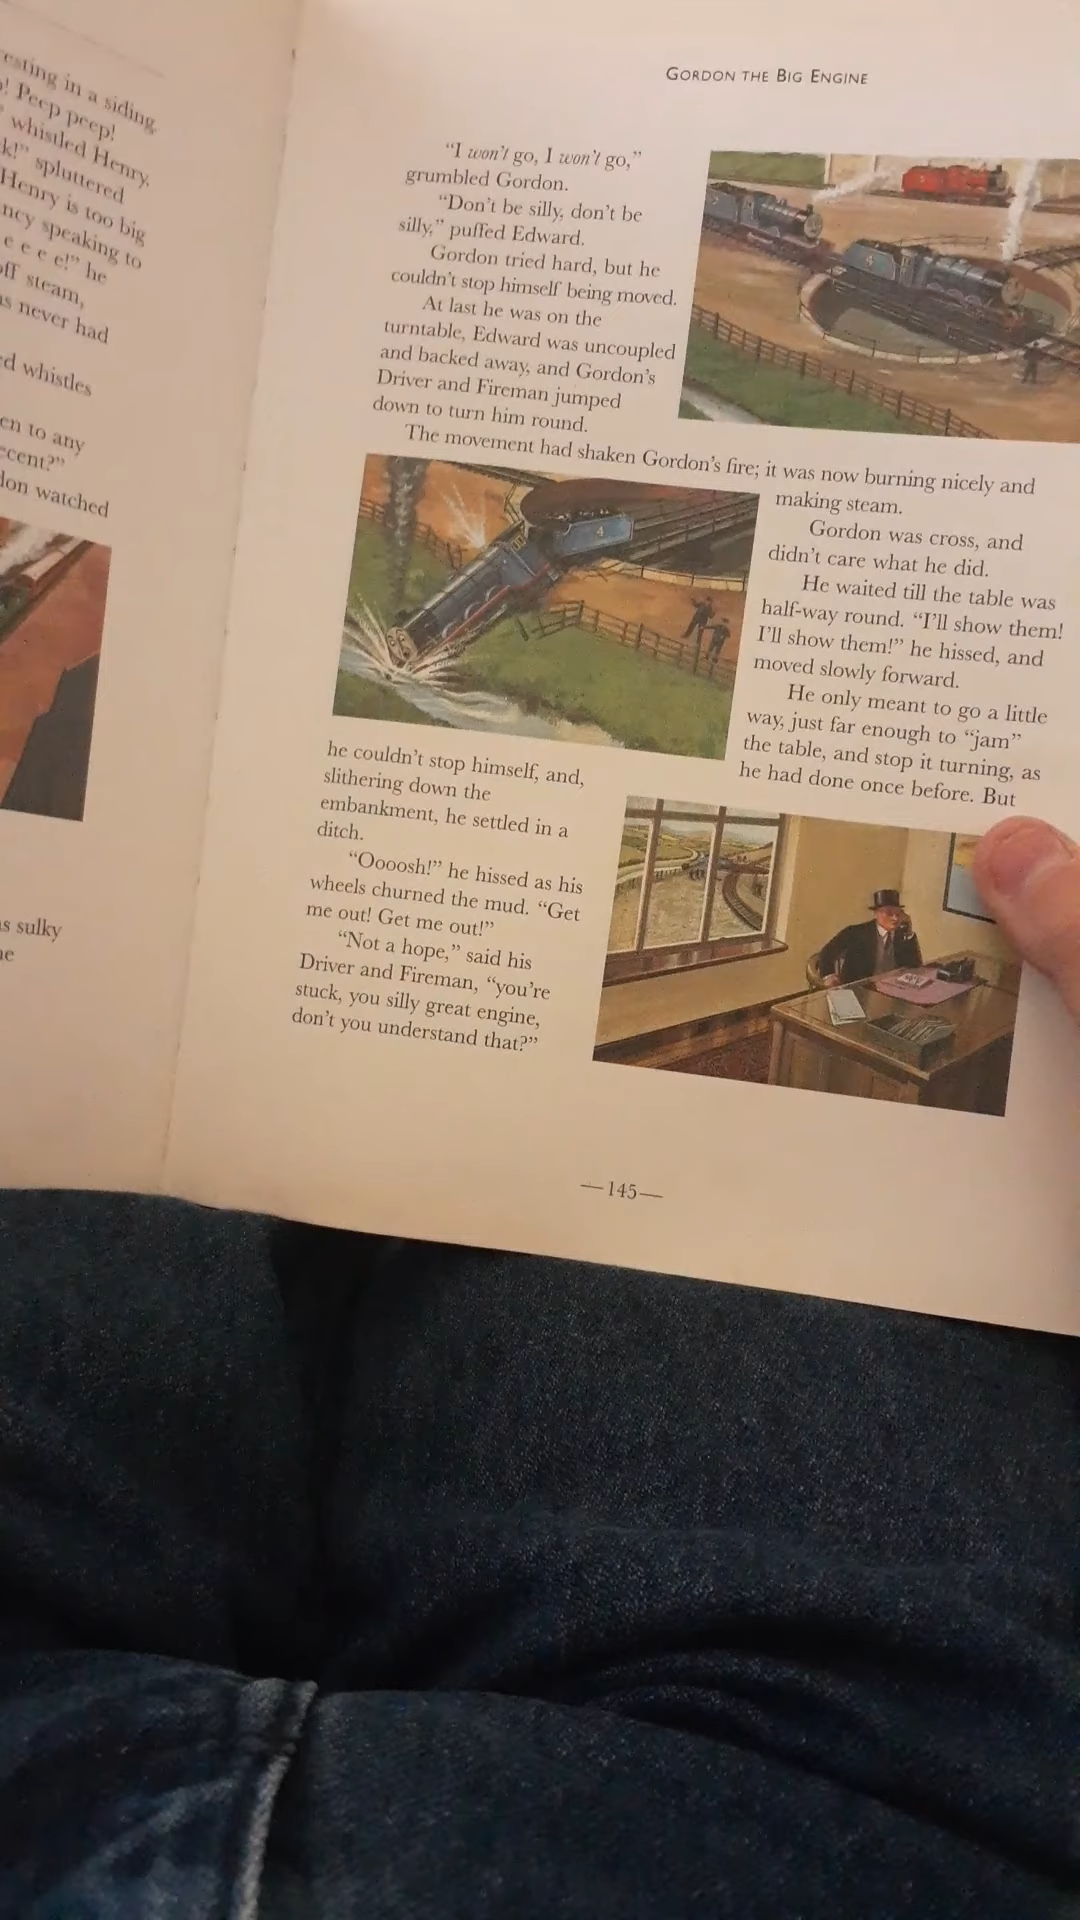 esting in a siding.
! Peep peep!
whistled Henry.
k!” spluttered
Henry is too big
ncy speaking to
e e e e!” he
ff steam,
s never had
d whistles
en to any
ecent?”
don watched
s sulky
GORDON THE BIG ENGINE
“I won’t go, I won’t go,”
grumbled Gordon.
“Don’t be silly, don’t be
silly,” puffed Edward.
Gordon tried hard, but he
couldn’t stop himself being moved.
At last he was on the
turntable, Edward was uncoupled
and backed away, and Gordon’s
Driver and Fireman jumped
down to turn him round.
The movement had shaken Gordon’s fire; it was now burning nicely and
making steam.
Gordon was cross, and
didn’t care what he did.
He waited till the table was
half-way round. “I’ll show them!
I’ll show them!” he hissed, and
moved slowly forward.
He only meant to go a little
way, just far enough to “jam”
the table, and stop it turning, as
he had done once before. But
he couldn’t stop himself, and,
slithering down the
embankment, he settled in a
ditch.
“Oooosh!” he hissed as his
wheels churned the mud. “Get
me out! Get me out!”
“Not a hope,” said his
Driver and Fireman, “you’re
stuck, you silly great engine,
don’t you understand that?”
4
4
—145—